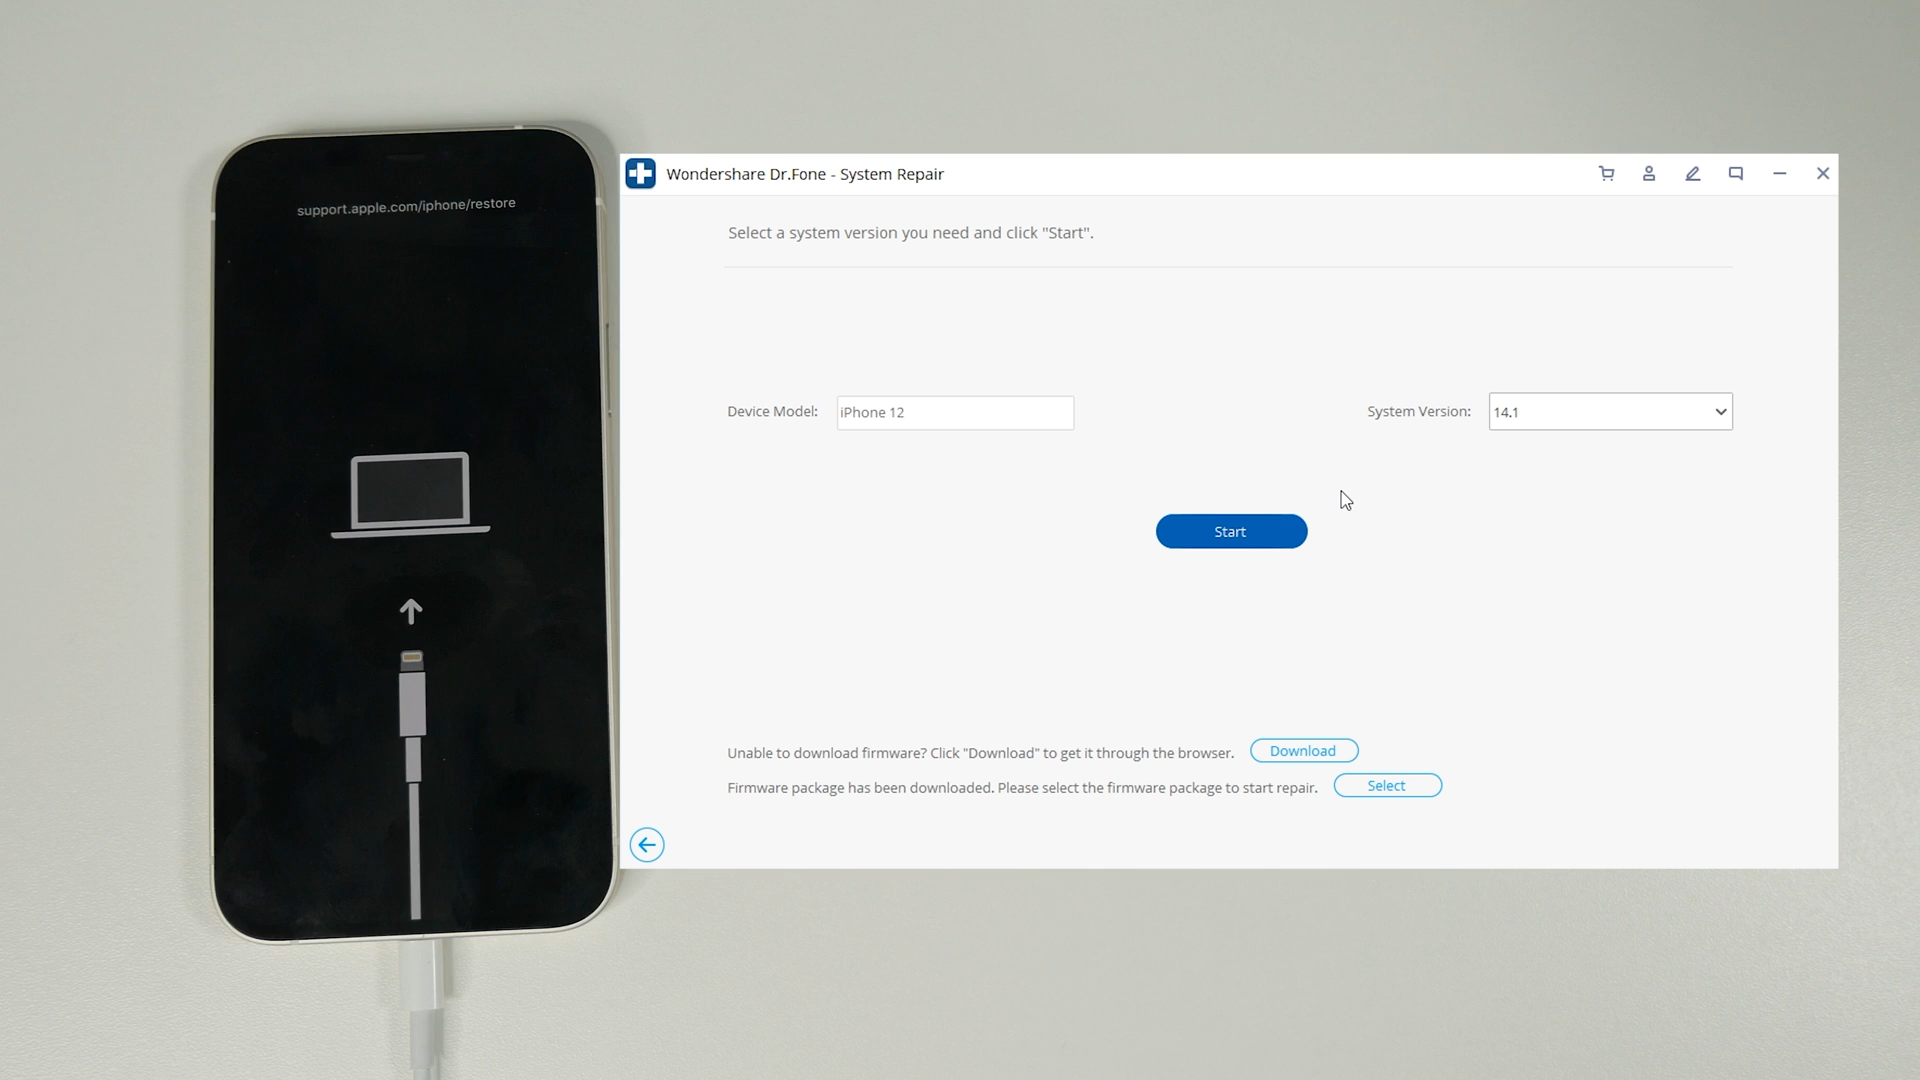 support.apple.com/iphone/restore
Wondershare Dr.Fone - System Repair
Select a system version you need and click "Start".
Device Model: iPhone 12 System Version: 14.1
Start
Unable to download firmware? Click "Download" to get it through the browser. Download
Firmware package has been downloaded. Please select the firmware package to start repair. Select